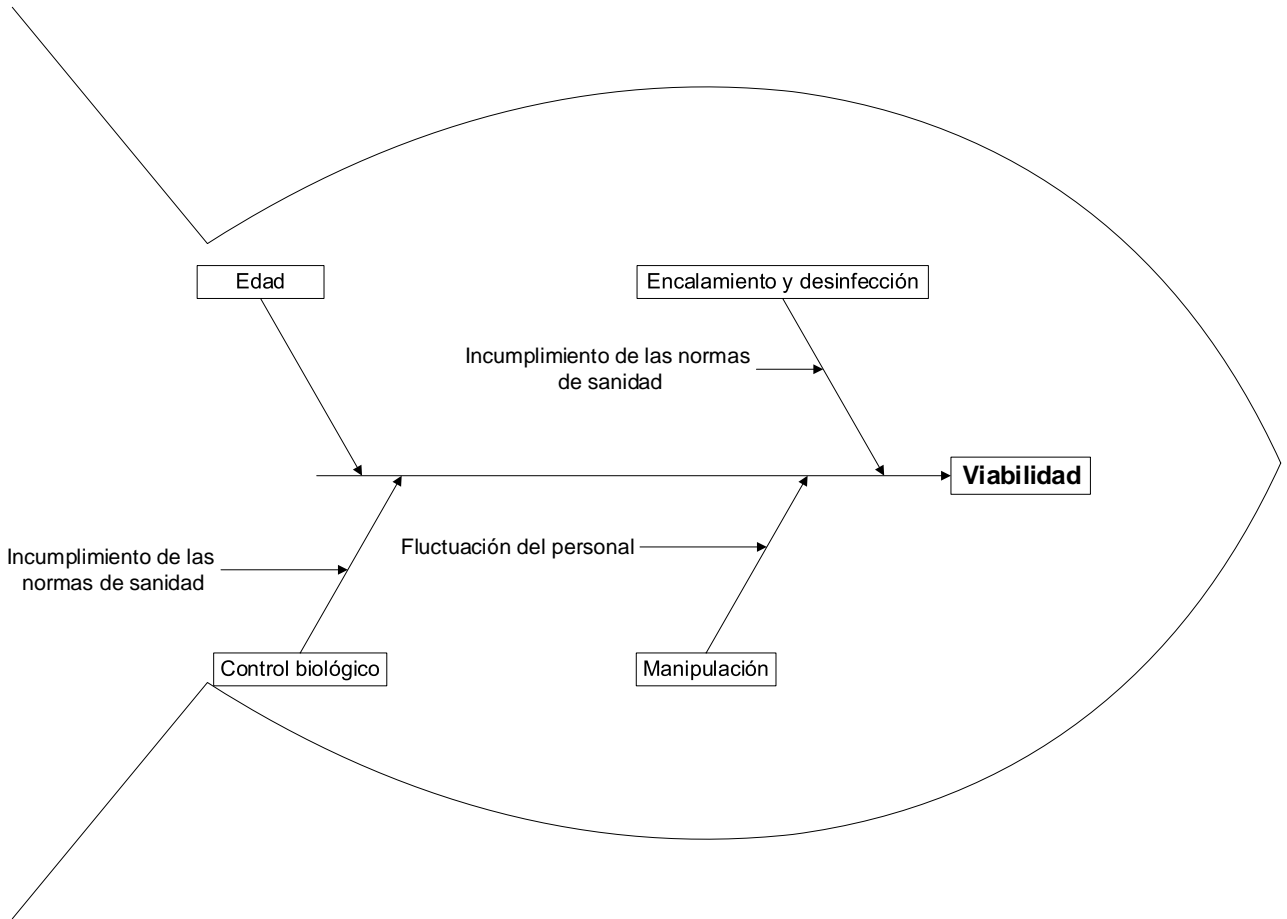 Edad
Encalamiento y desinfección
Incumplimiento de las normas
de sanidad
Viabilidad
Fluctuación del personal
Incumplimiento de las
normas de sanidad
Control biológico
Manipulación